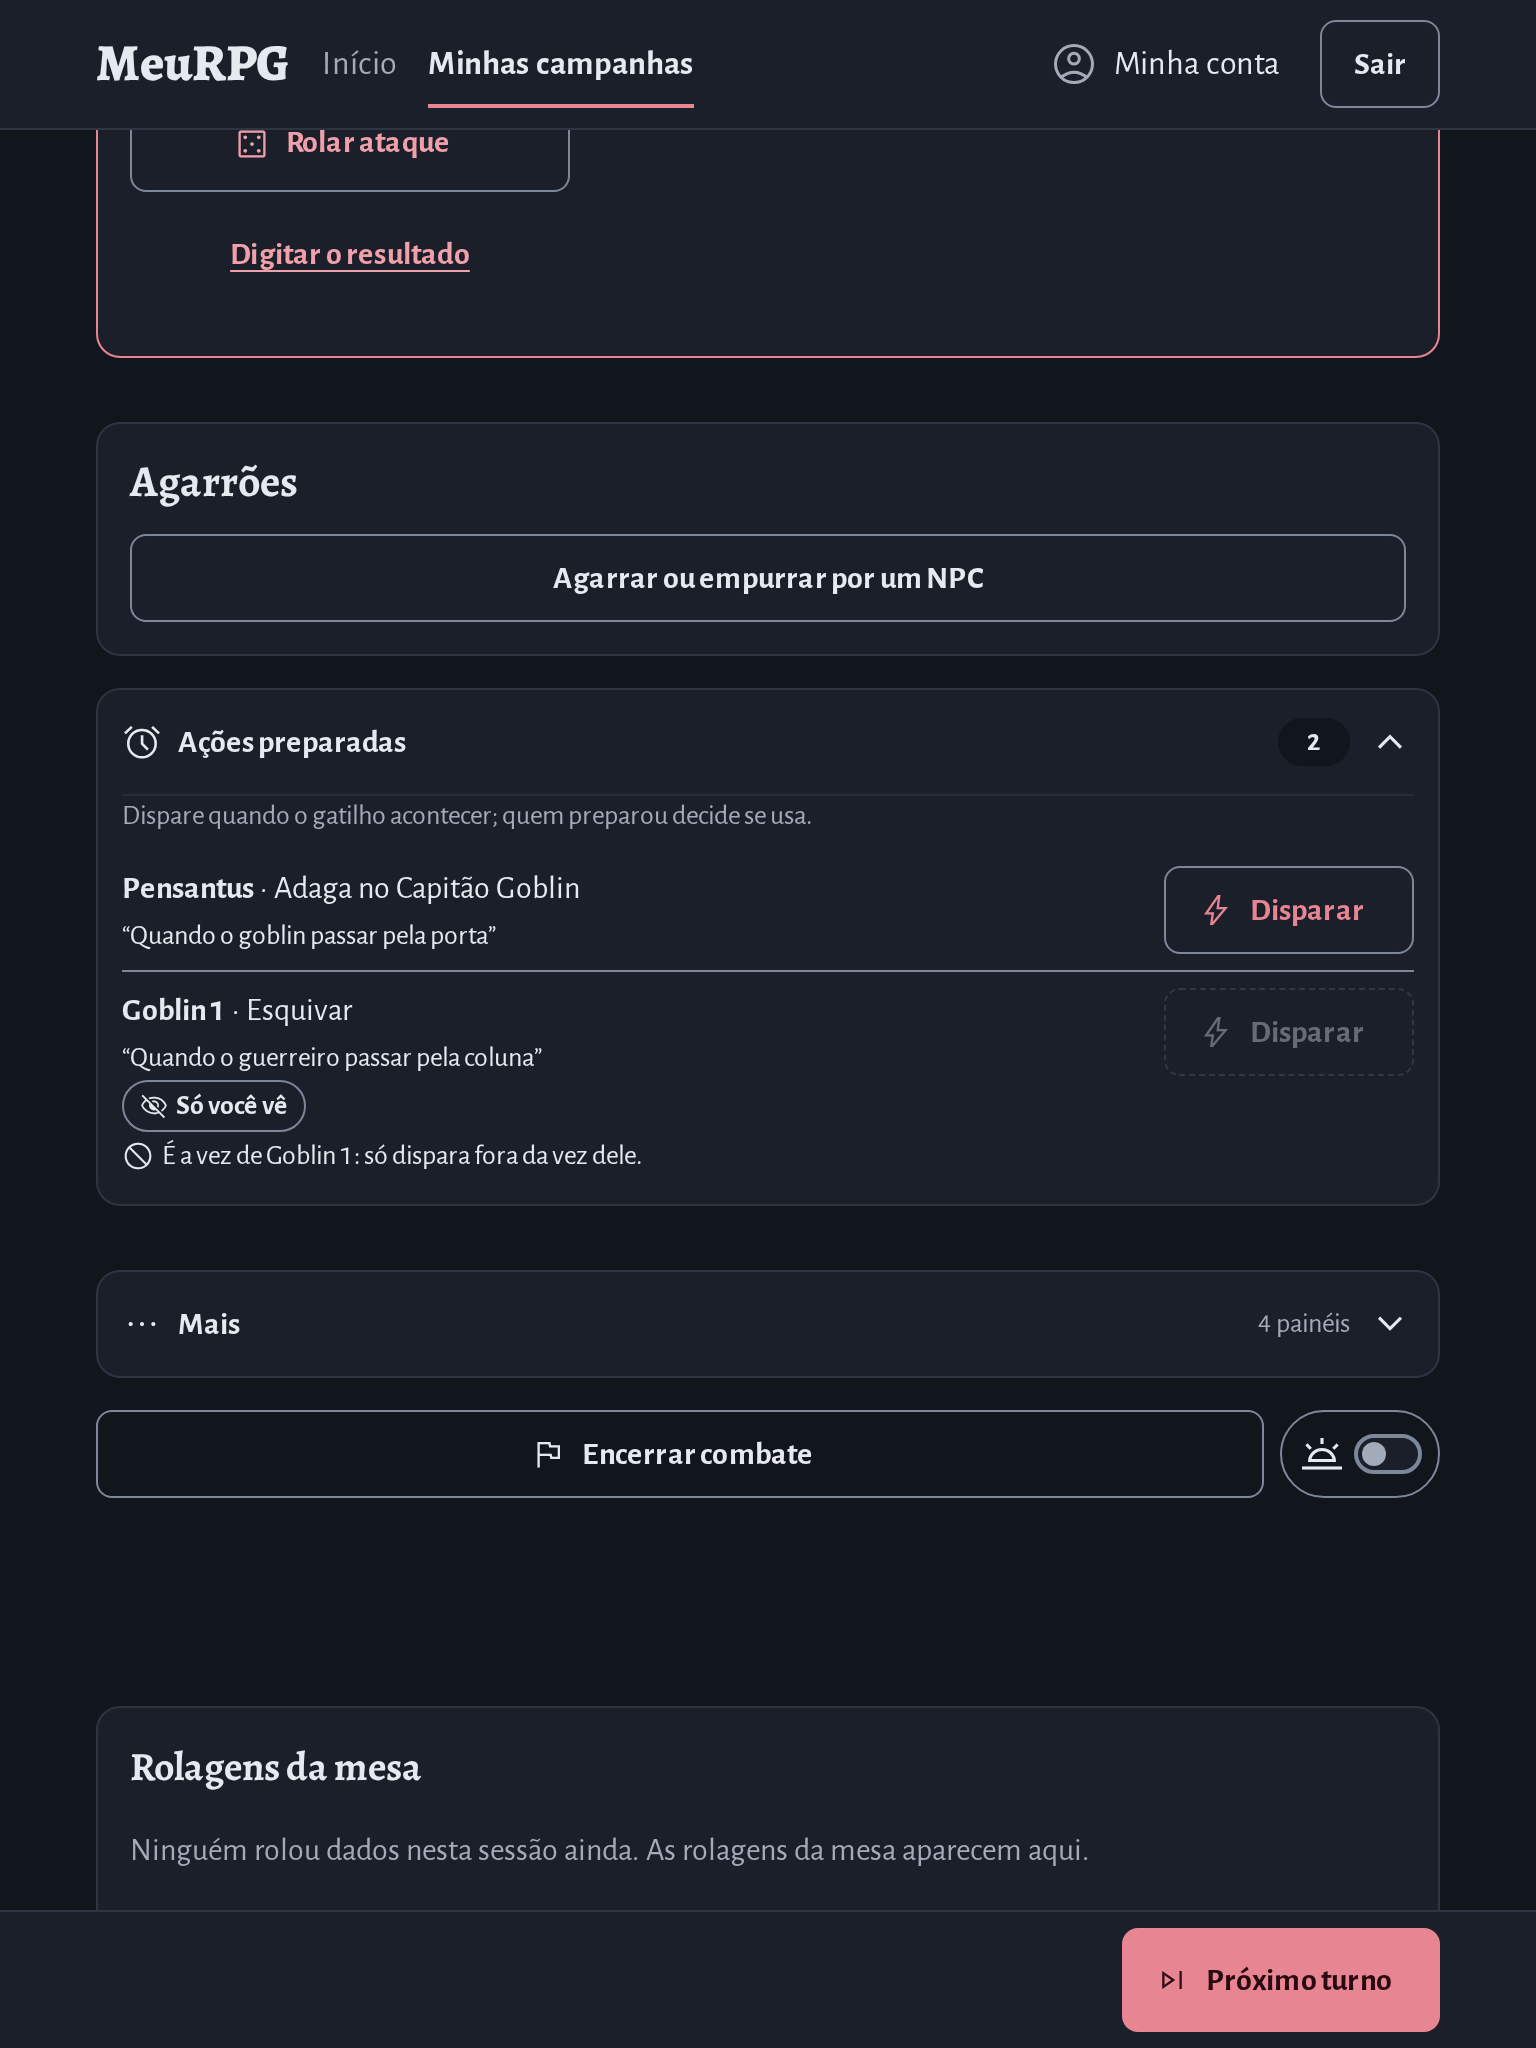 MeuRPG Início Minhas campanhas Minha conta Sair
Rolar ataque
Digitar o resultado
Agarrões
Agarrar ou empurrar por um NPC
Ações preparadas 2
Dispare quando o gatilho acontecer; quem preparou decide se usa.
Pensantus · Adaga no Capitão Goblin
“Quando o goblin passar pela porta”
Disparar
Goblin 1 · Esquivar
“Quando o guerreiro passar pela coluna”
Disparar
Só você vê
É a vez de Goblin 1: só dispara fora da vez dele.
Mais 4 painéis
Encerrar combate
Rolagens da mesa
Ninguém rolou dados nesta sessão ainda. As rolagens da mesa aparecem aqui.
Próximo turno